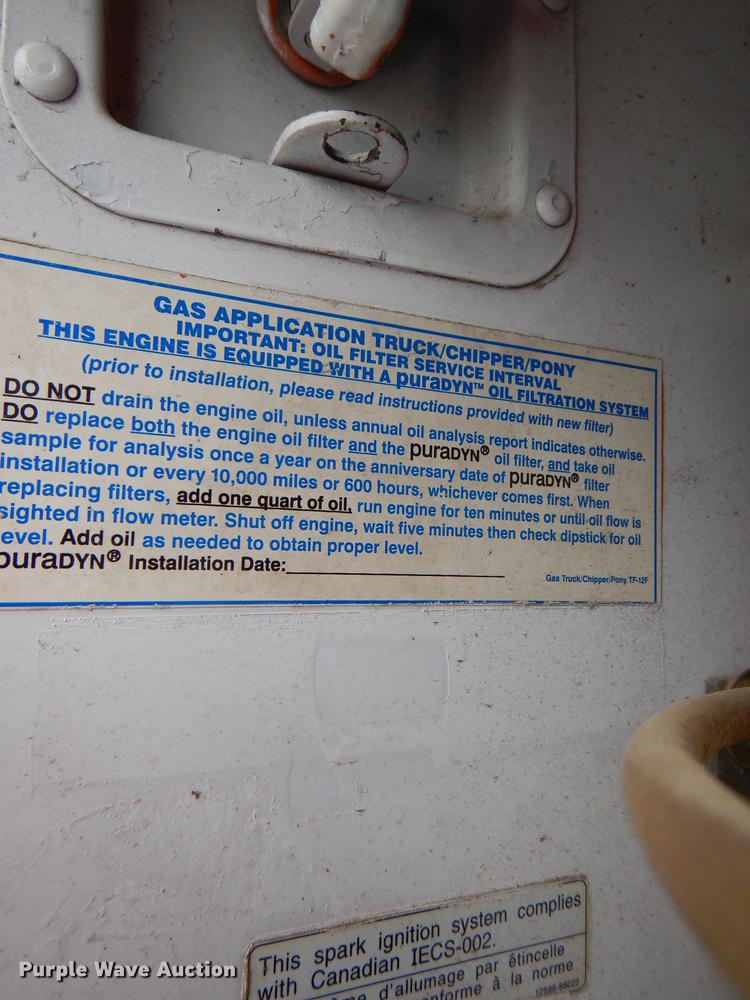 GAS APPLICATION TRUCK/CHIPPER/PONY
IMPORTANT: OIL FILTER SERVICE INTERVAL
THIS ENGINE IS EQUIPPED WITH A puraDYN™ OIL FILTRATION SYSTEM
(prior to installation, please read instructions provided with new filter)
DO NOT drain the engine oil, unless annual oil analysis report indicates otherwise.
DO replace both the engine oil filter and the puraDYN® oil filter, and take oil
sample for analysis once a year on the anniversary date of puraDYN® filter
installation or every 10,000 miles or 600 hours, whichever comes first. When
replacing filters, add one quart of oil, run engine for ten minutes or until oil flow is
sighted in flow meter. Shut off engine, wait five minutes then check dipstick for oil
evel. Add oil as needed to obtain proper level.
puraDYN® Installation Date:
Gas Truck/Chipper/Pony TF-12F
This spark ignition system complies
with Canadian IECS-002.
d'allumage par étincelle
conforme à la norme
Purple Wave Auction